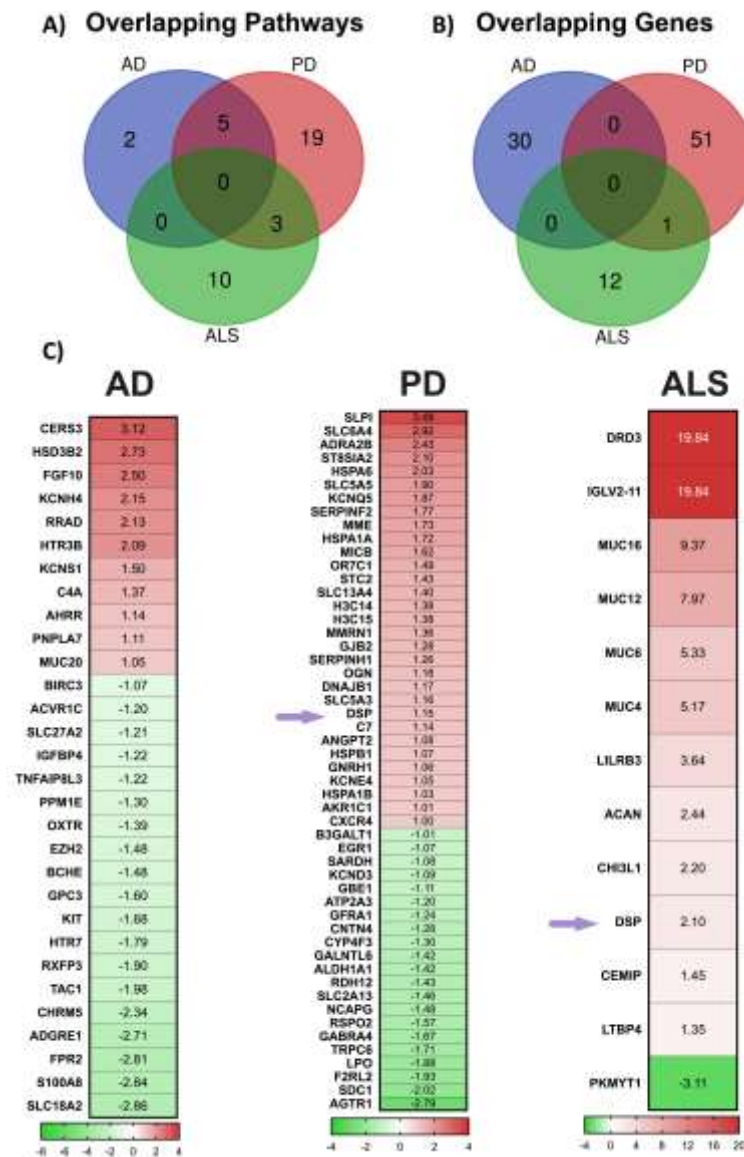 A) Overlapping Pathways
AD
PD
2
5
19
0
0
3
10
ALS
B) Overlapping Genes
AD
PD
30
0
51
0
0
1
12
ALS
C)
AD
CERS3 3.12
HSD3B2 2.73
FGF10 2.50
KCNH4 2.15
RRAD 2.13
HTR3B 2.09
KCNS1 1.50
C4A 1.37
AHRR 1.14
PNPLA7 1.11
MUC20 1.05
BIRC3 -1.07
ACVR1C -1.20
SLC27A2 -1.21
IGFBP4 -1.22
TNFAIP8L3 -1.22
PPM1E -1.30
OXTR -1.39
EZH2 -1.48
BCHE -1.48
GPC3 -1.60
KIT -1.68
HTR7 -1.79
RXFP3 -1.90
TAC1 -1.98
CHRM5 -2.34
ADGRE1 -2.71
FPR2 -2.81
S100A8 -2.84
SLC18A2 -2.86
-8 -6 -4 -2 0 2 4
PD
SLPI
SLC6A4 2.92
ADRA2B 2.43
ST8SIA2 2.10
HSPA6 2.03
SLC5A5 1.90
KCNQ5 1.87
SERPINF2 1.77
MME 1.73
HSPA1A 1.72
MICB 1.62
OR7C1 1.49
STC2 1.43
SLC13A4 1.40
H3C14 1.39
H3C15 1.38
MMRN1 1.36
GJB2 1.28
SERPINH1 1.26
OGN 1.18
DNAJB1 1.17
SLC5A3 1.16
DSP 1.15
C7 1.14
ANGPT2 1.08
HSPB1 1.07
GNRH1 1.06
KCNE4 1.05
HSPA1B 1.03
AKR1C1 1.01
CXCR4 1.00
B3GALT1 -1.01
EGR1 -1.07
SARDH -1.08
KCND3 -1.09
GBE1 -1.11
ATP2A3 -1.20
GFRA1 -1.24
CNTN4 -1.28
CYP4F3 -1.30
GALNTL6 -1.42
ALDH1A1 -1.42
RDH12 -1.43
SLC2A13 -1.46
NCAPG -1.48
RSPO2 -1.57
GABRA4 -1.67
TRPC6 -1.71
LPO -1.88
F2RL2 -1.93
SDC1 -2.02
AGTR1 -2.79
-4 -2 0 2 4
ALS
DRD3 19.84
IGLV2-11 19.84
MUC16 9.37
MUC12 7.97
MUC6 5.33
MUC4 5.17
LILRB3 3.64
ACAN 2.44
CHI3L1 2.20
DSP 2.10
CEMIP 1.45
LTBP4 1.35
PKMYT1 -3.11
-4 0 4 8 12 16 20